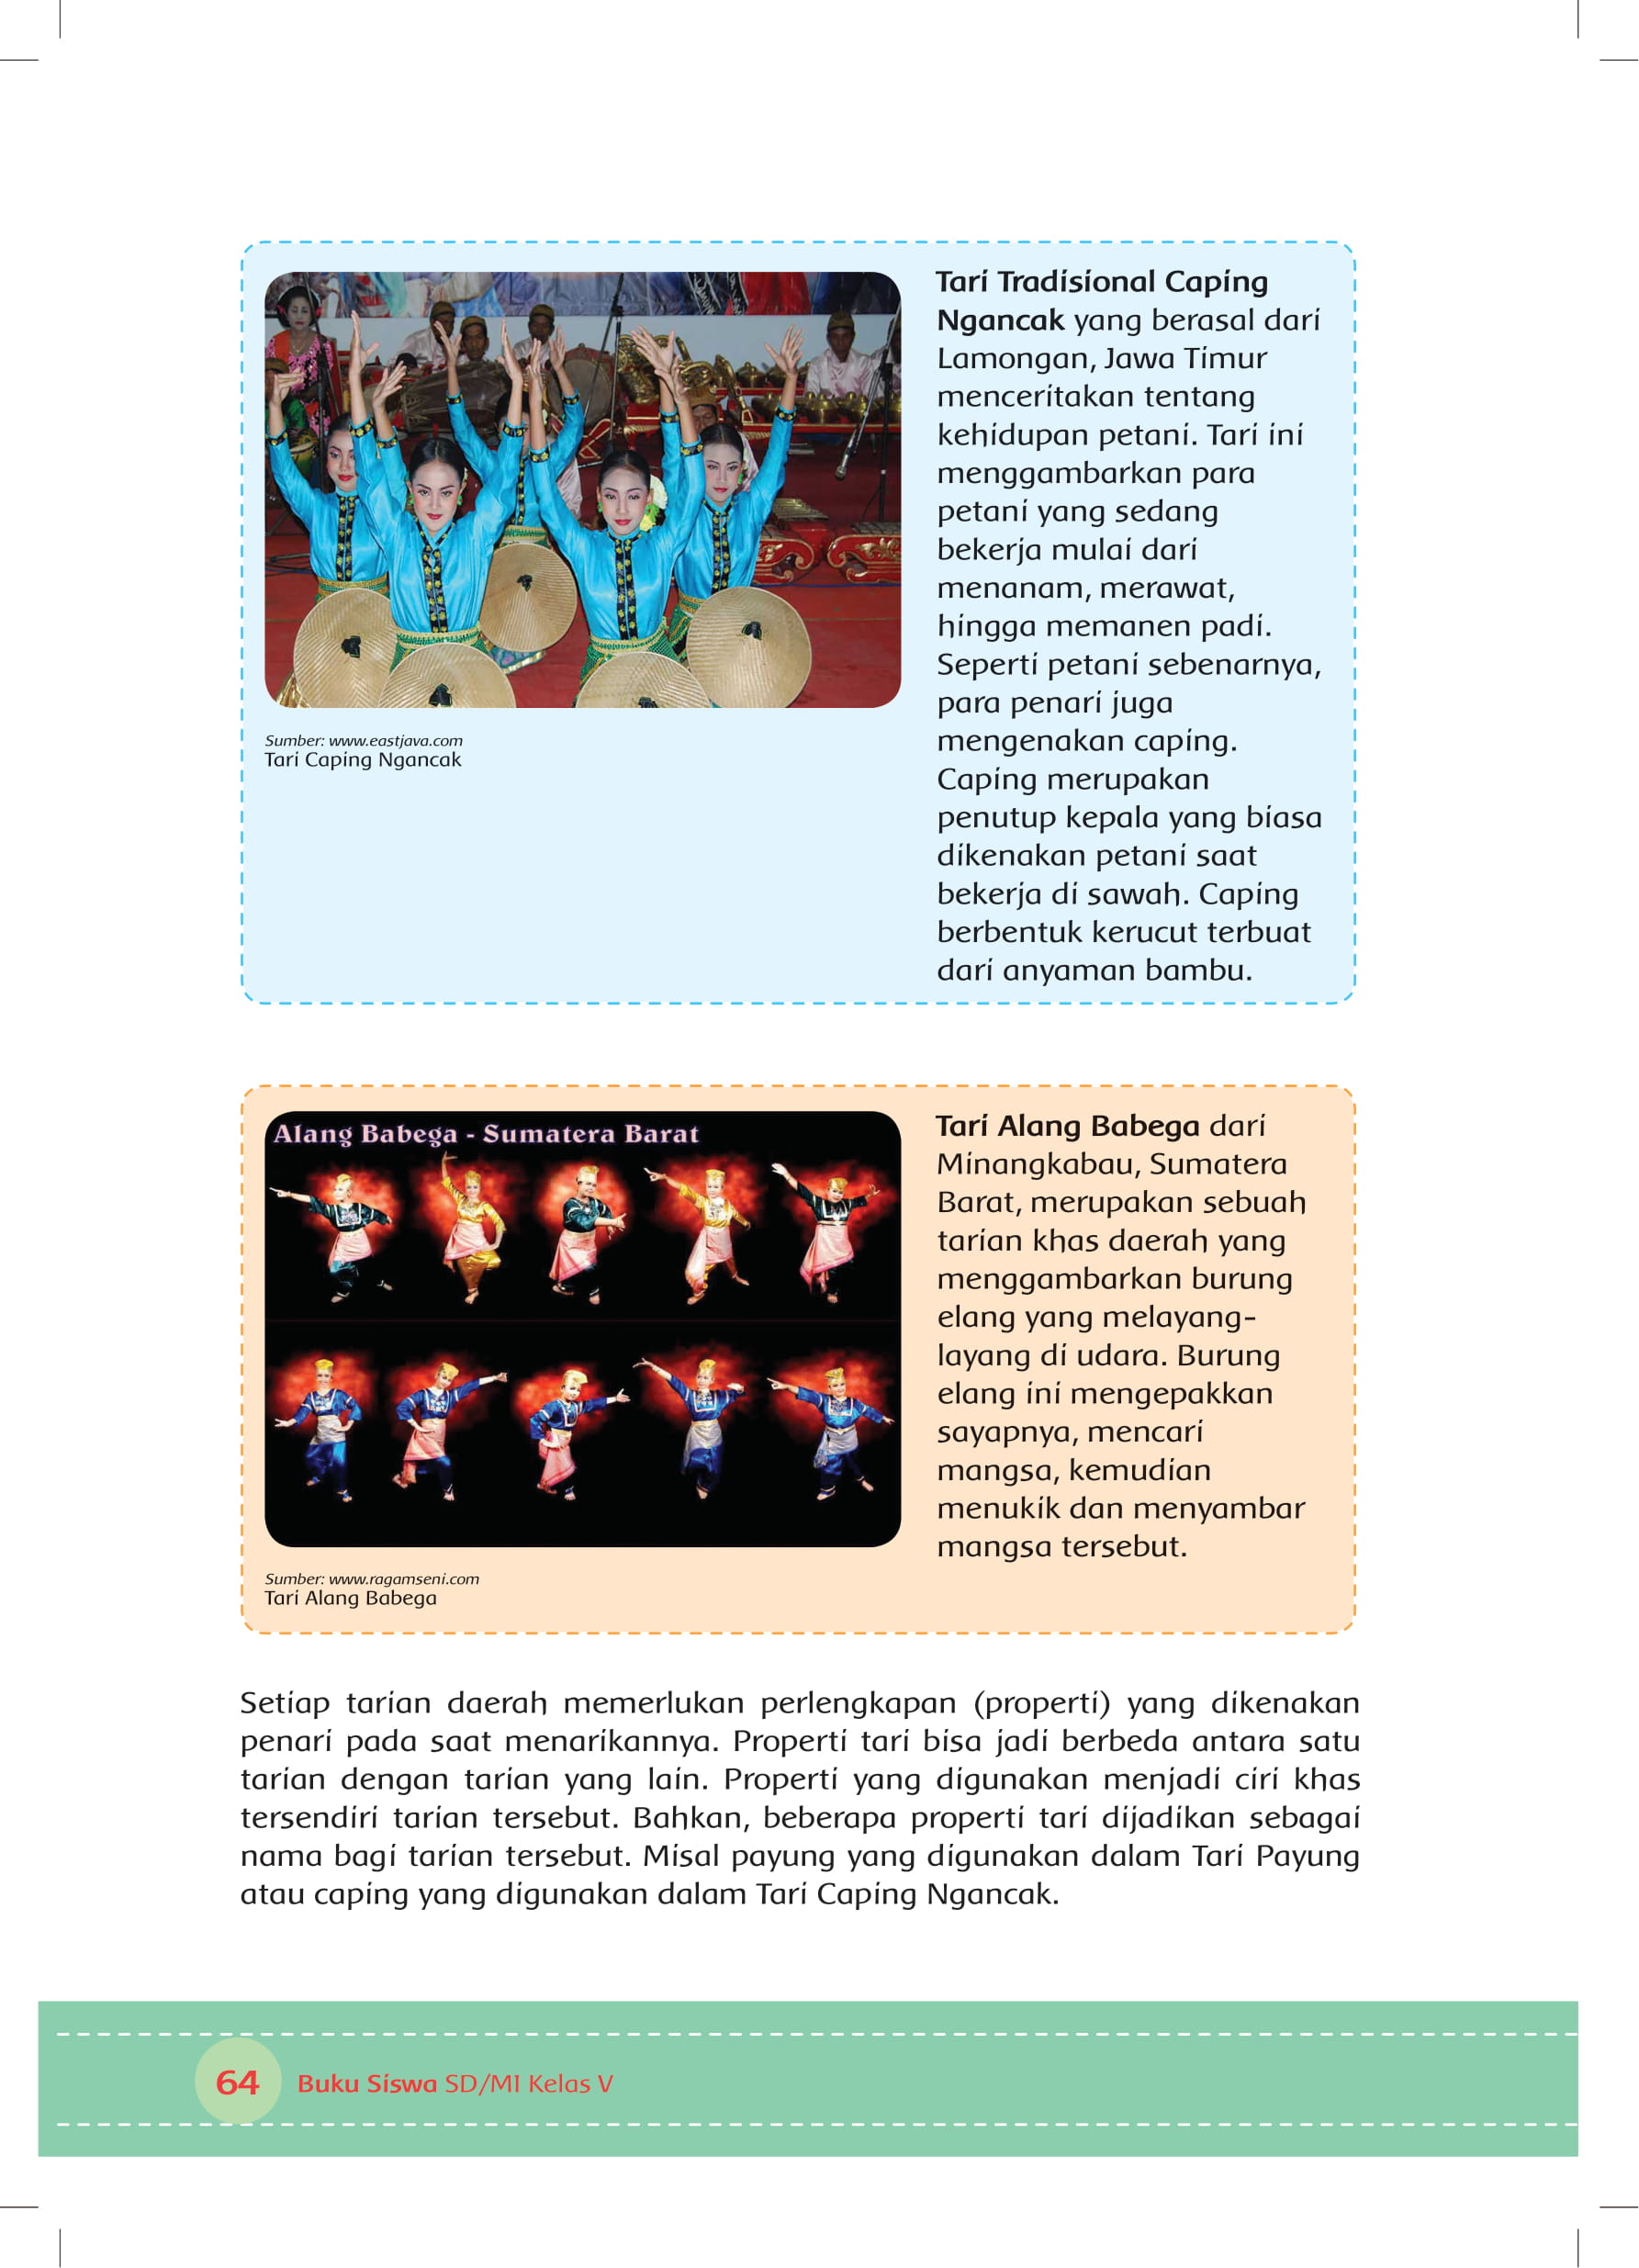 Tari Tradisional Caping
Ngancak yang berasal dari
Lamongan, Jawa Timur
menceritakan tentang
kehidupan petani. Tari ini
menggambarkan para
petani yang sedang
bekerja mulai dari
menanam, merawat,
hingga memanen padi.
Seperti petani sebenarnya,
para penari juga
mengenakan caping.
Caping merupakan
penutup kepala yang biasa
dikenakan petani saat
bekerja di sawah. Caping
berbentuk kerucut terbuat
dari anyaman bambu.
Sumber: www.eastjava.com
Tari Caping Ngancak
Alang Babega - Sumatera Barat
Tari Alang Babega dari
Minangkabau, Sumatera
Barat, merupakan sebuah
tarian khas daerah yang
menggambarkan burung
elang yang melayang-
layang di udara. Burung
elang ini mengepakkan
sayapnya, mencari
mangsa, kemudian
menukik dan menyambar
mangsa tersebut.
Sumber: www.ragamseni.com
Tari Alang Babega
Setiap tarian daerah memerlukan perlengkapan (properti) yang dikenakan
penari pada saat menarikannya. Properti tari bisa jadi berbeda antara satu
tarian dengan tarian yang lain. Properti yang digunakan menjadi ciri khas
tersendiri tarian tersebut. Bahkan, beberapa properti tari dijadikan sebagai
nama bagi tarian tersebut. Misal payung yang digunakan dalam Tari Payung
atau caping yang digunakan dalam Tari Caping Ngancak.
64 Buku Siswa SD/MI Kelas V